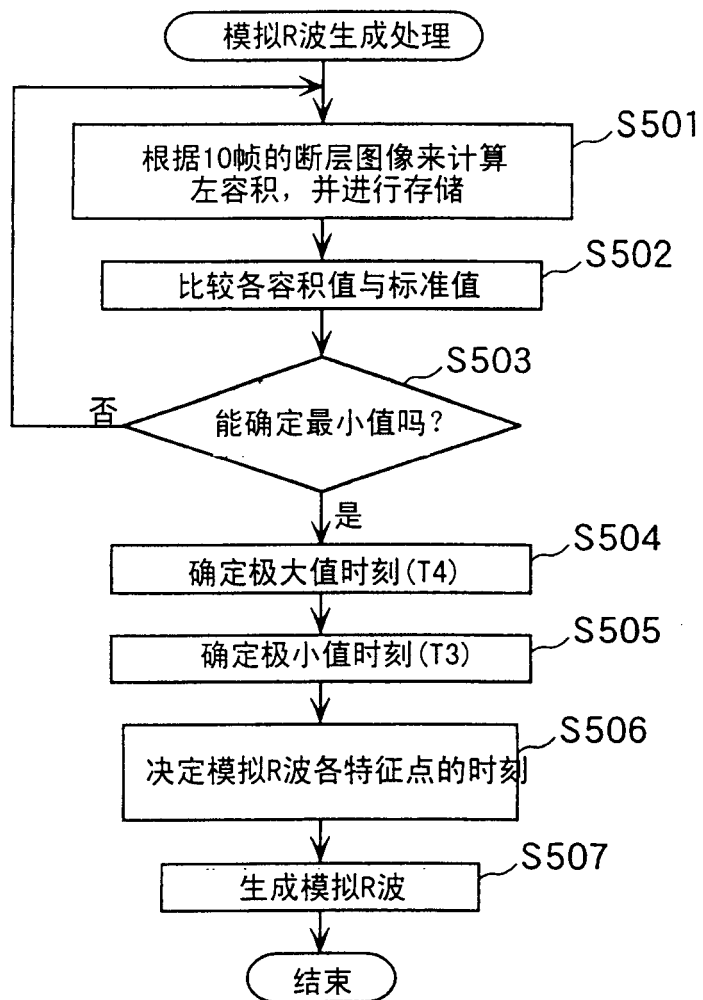 模拟R波生成处理
S501
根据10帧的断层图像来计算
左容积，并进行存储
S502
比较各容积值与标准值
S503
否
能确定最小值吗?
是
S504
确定极大值时刻(T4)
S505
确定极小值时刻(T3)
S506
决定模拟R波各特征点的时刻
S507
生成模拟R波
结束